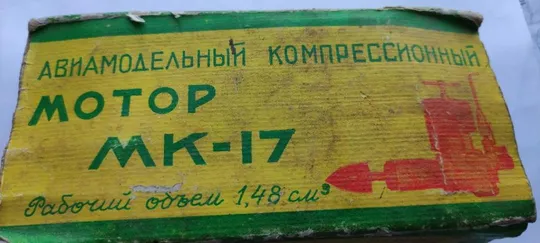 АВИАМОДЕЛЬНЫЙ КОМПРЕССИОННЫЙ
МОТОР
МК-17
Рабочий объем 1,48 см³